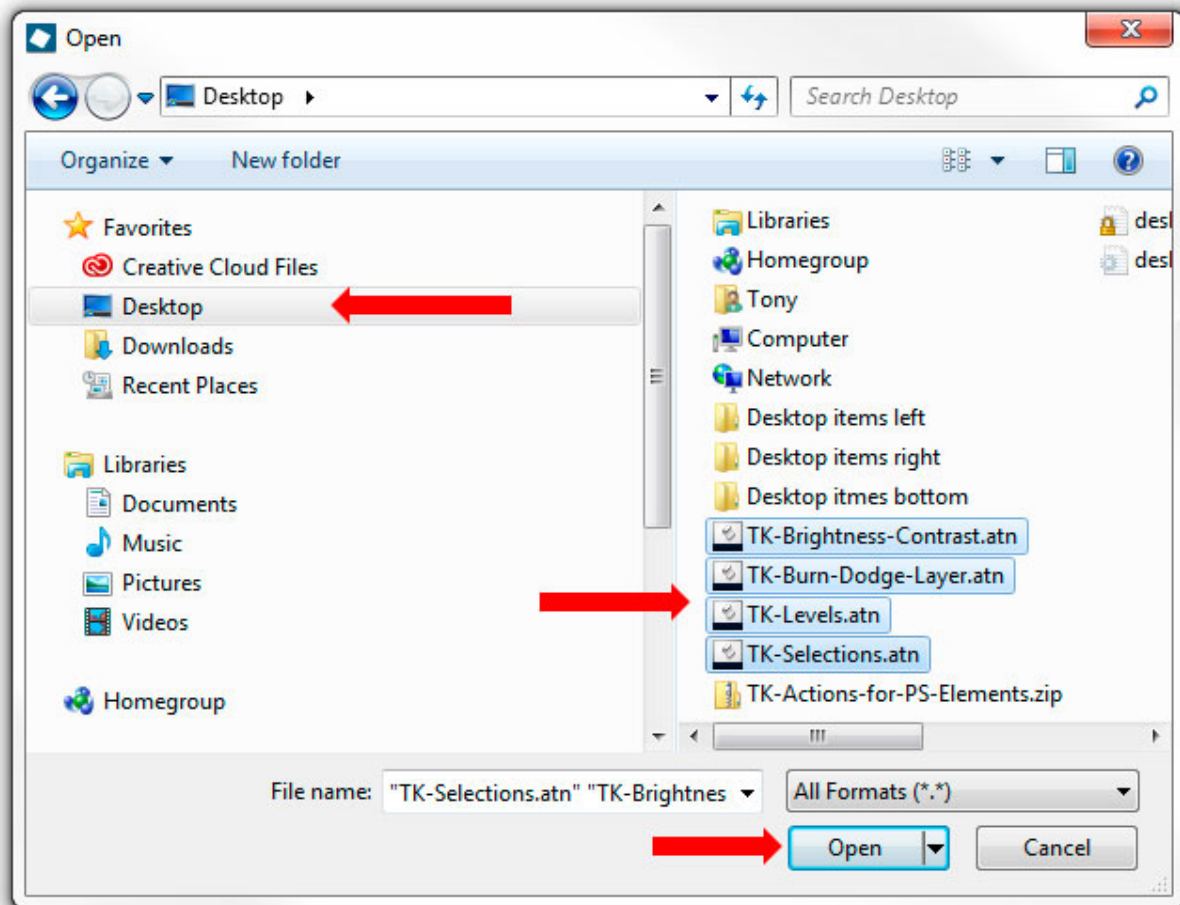 Open
Desktop
Search Desktop
Organize
New folder
Favorites
Creative Cloud Files
Desktop
Downloads
Recent Places
Libraries
Documents
Music
Pictures
Videos
Homegroup
Libraries
Homegroup
Tony
Computer
Network
Desktop items left
Desktop items right
Desktop itmes bottom
TK-Brightness-Contrast.atn
TK-Burn-Dodge-Layer.atn
TK-Levels.atn
TK-Selections.atn
TK-Actions-for-PS-Elements.zip
desl
desl
File name: "TK-Selections.atn" "TK-Brightnes
All Formats (*.*)
Open
Cancel